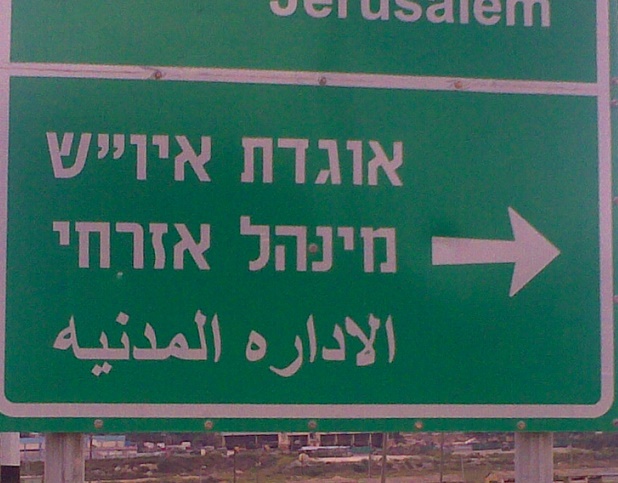 Jerusalem
אוגדת איו״ש
מינהל אזרחי
الاداره المدنيه